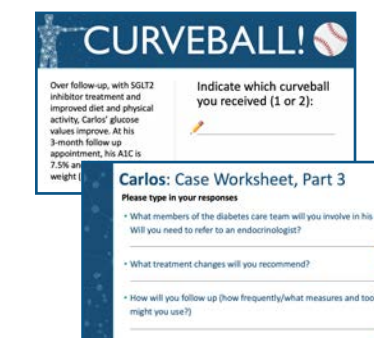 CURVEBALL!
Over follow-up, with SGLT2
inhibitor treatment and
improved diet and physical
activity, Carlos' glucose
values improve. At his
3-month follow up
appointment, his A1C is
7.5% an
weight (
Indicate which curveball
you received (1 or 2):
Carlos: Case Worksheet, Part 3
Please type in your responses
• What members of the diabetes care team will you involve in his
Will you need to refer to an endocrinologist?
• What treatment changes will you recommend?
• How will you follow up (how frequently/what measures and too
might you use?)